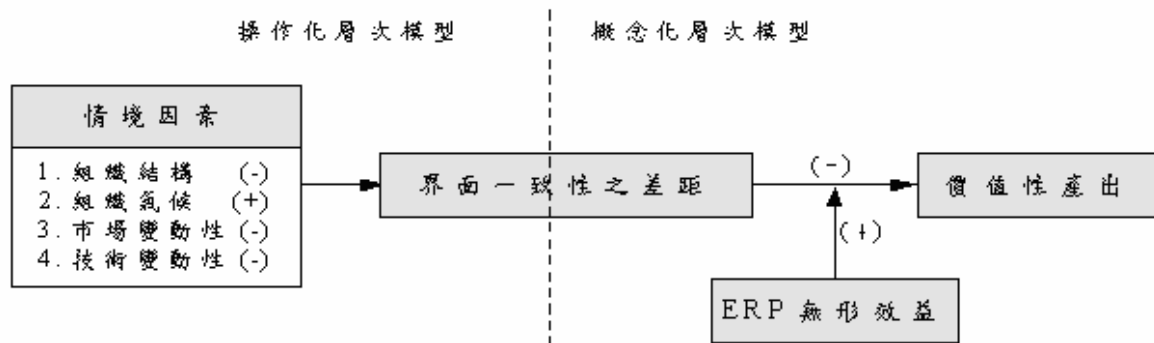 操作化層次模型
概念化層次模型
情境因素
1. 組織結構 (-)
2. 組織氣候 (+)
3. 市場變動性 (-)
4. 技術變動性 (-)
界面一致性之差距
(-)
價值性產出
(+)
ERP 無形效益